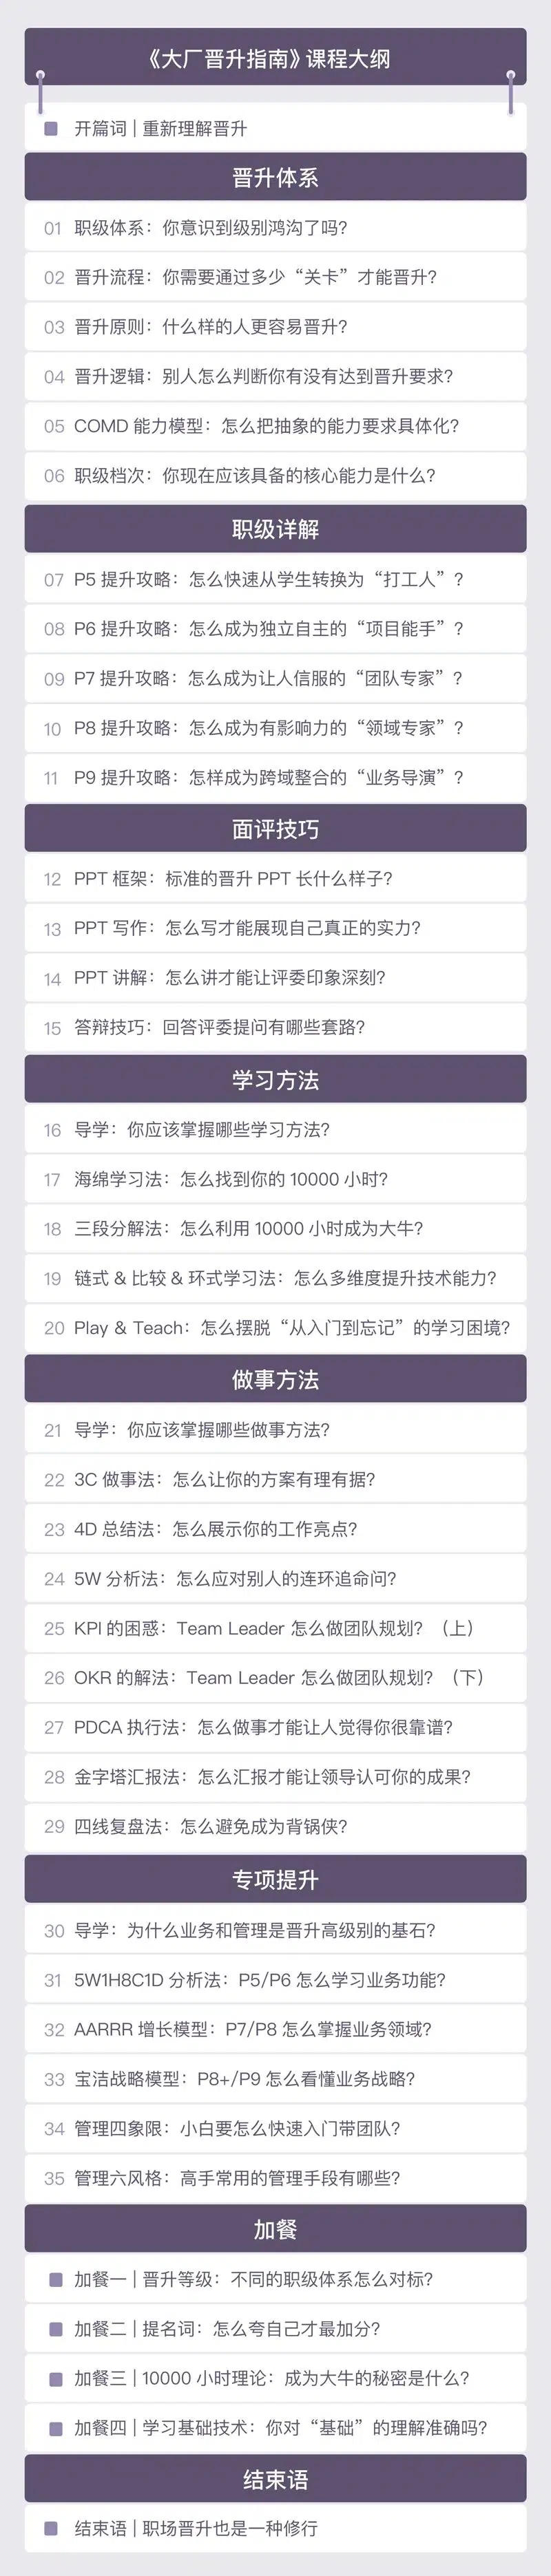 《大厂晋升指南》课程大纲
开篇词 | 重新理解晋升
晋升体系
01 职级体系：你意识到级别鸿沟了吗？
02 晋升流程：你需要通过多少“关卡”才能晋升？
03 晋升原则：什么样的人更容易晋升？
04 晋升逻辑：别人怎么判断你有没有达到晋升要求？
05 COMD 能力模型：怎么把抽象的能力要求具体化？
06 职级档次：你现在应该具备的核心能力是什么？
职级详解
07 P5 提升攻略：怎么快速从学生转换为“打工人”？
08 P6 提升攻略：怎么成为独立自主的“项目能手”？
09 P7 提升攻略：怎么成为让人信服的“团队专家”？
10 P8 提升攻略：怎么成为有影响力的“领域专家”？
11 P9 提升攻略：怎样成为跨域整合的“业务导演”？
面评技巧
12 PPT 框架：标准的晋升 PPT 长什么样子？
13 PPT 写作：怎么写才能展现自己真正的实力？
14 PPT 讲解：怎么讲才能让评委印象深刻？
15 答辩技巧：回答评委提问有哪些套路？
学习方法
16 导学：你应该掌握哪些学习方法？
17 海绵学习法：怎么找到你的 10000 小时？
18 三段分解法：怎么利用 10000 小时成为大牛？
19 链式 & 比较 & 环式学习法：怎么多维度提升技术能力？
20 Play & Teach：怎么摆脱“从入门到忘记”的学习困境？
做事方法
21 导学：你应该掌握哪些做事方法？
22 3C 做事法：怎么让你的方案有理有据？
23 4D 总结法：怎么展示你的工作亮点？
24 5W 分析法：怎么应对别人的连环追命问？
25 KPI 的困惑：Team Leader 怎么做团队规划？（上）
26 OKR 的解法：Team Leader 怎么做团队规划？（下）
27 PDCA 执行法：怎么做事才能让人觉得你很靠谱？
28 金字塔汇报法：怎么汇报才能让领导认可你的成果？
29 四线复盘法：怎么避免成为背锅侠？
专项提升
30 导学：为什么业务和管理是晋升高级别的基石？
31 5W1H8C1D 分析法：P5/P6 怎么学习业务功能？
32 AARRR 增长模型：P7/P8 怎么掌握业务领域？
33 宝洁战略模型：P8+/P9 怎么看懂业务战略？
34 管理四象限：小白要怎么快速入门带团队？
35 管理六风格：高手常用的管理手段有哪些？
加餐
加餐一 | 晋升等级：不同的职级体系怎么对标？
加餐二 | 提名词：怎么夸自己才最加分？
加餐三 | 10000 小时理论：成为大牛的秘密是什么？
加餐四 | 学习基础技术：你对“基础”的理解准确吗？
结束语
结束语 | 职场晋升也是一种修行